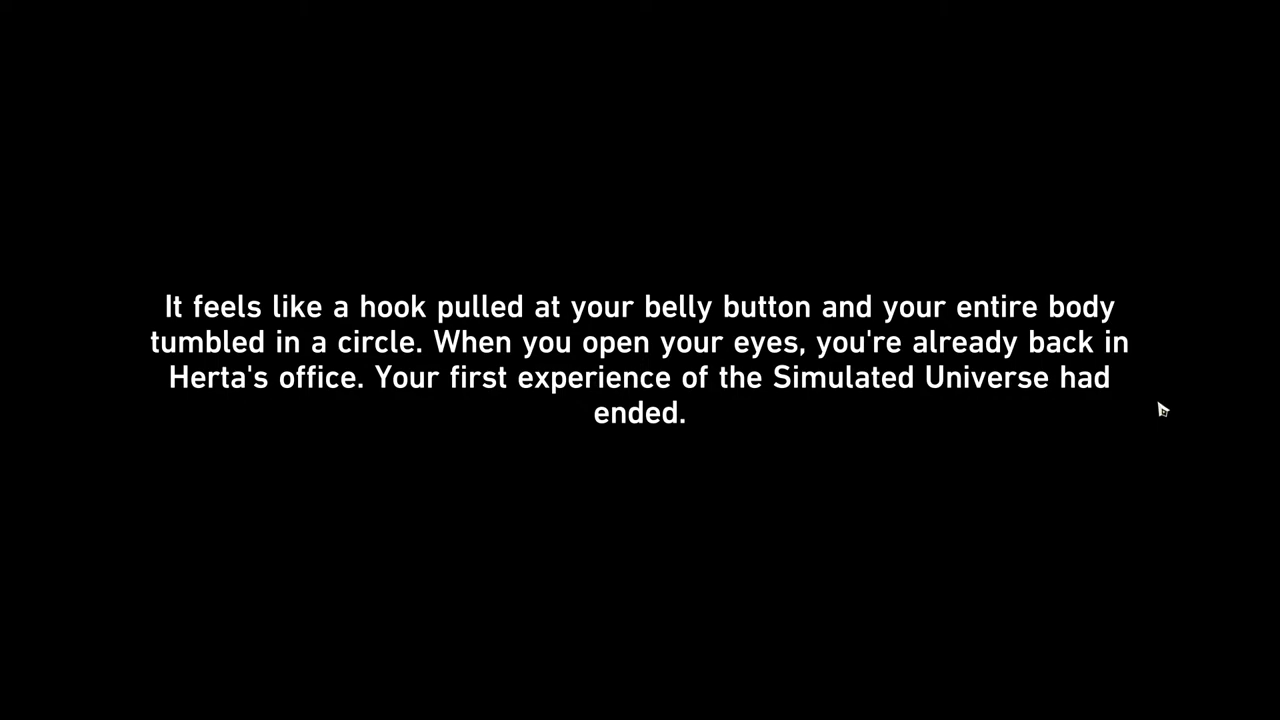 It feels like a hook pulled at your belly button and your entire body
tumbled in a circle. When you open your eyes, you're already back in
Herta's office. Your first experience of the Simulated Universe had
ended.